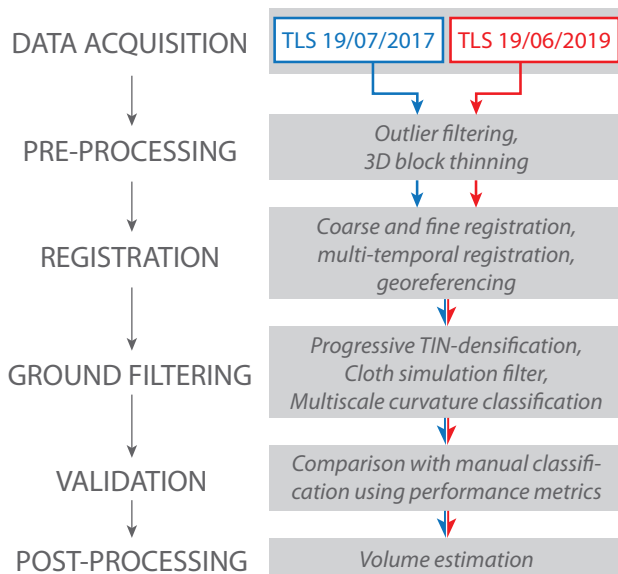 DATA ACQUISITION
TLS 19/07/2017
TLS 19/06/2019
PRE-PROCESSING
Outlier filtering,
3D block thinning
REGISTRATION
Coarse and fine registration,
multi-temporal registration,
georeferencing
GROUND FILTERING
Progressive TIN-densification,
Cloth simulation filter,
Multiscale curvature classification
VALIDATION
Comparison with manual classifi-
cation using performance metrics
POST-PROCESSING
Volume estimation